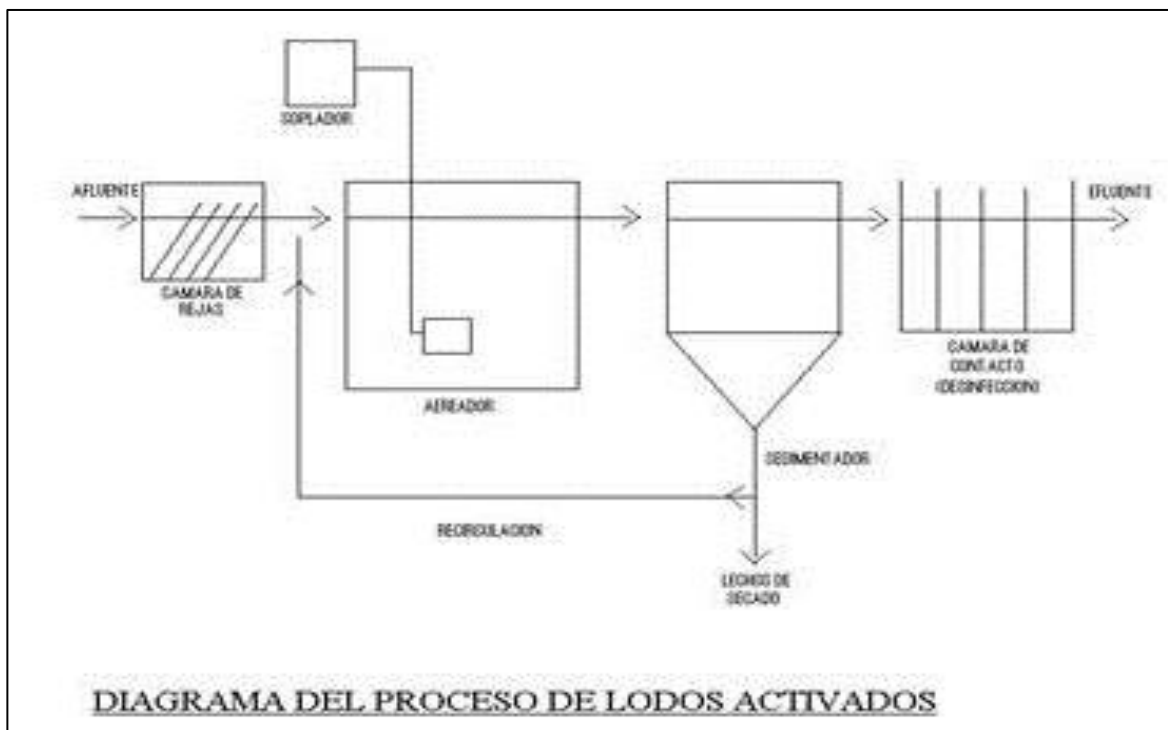 SOPLADOR
AFLUENTE
EFLUENTE
CAMARA DE
REJAS
CAMARA DE
CONTACTO
(DESINFECCION)
AEREADOR
SEDIMENTADOR
RECIRCULACION
LECHOS DE
SECADO
DIAGRAMA DEL PROCESO DE LODOS ACTIVADOS